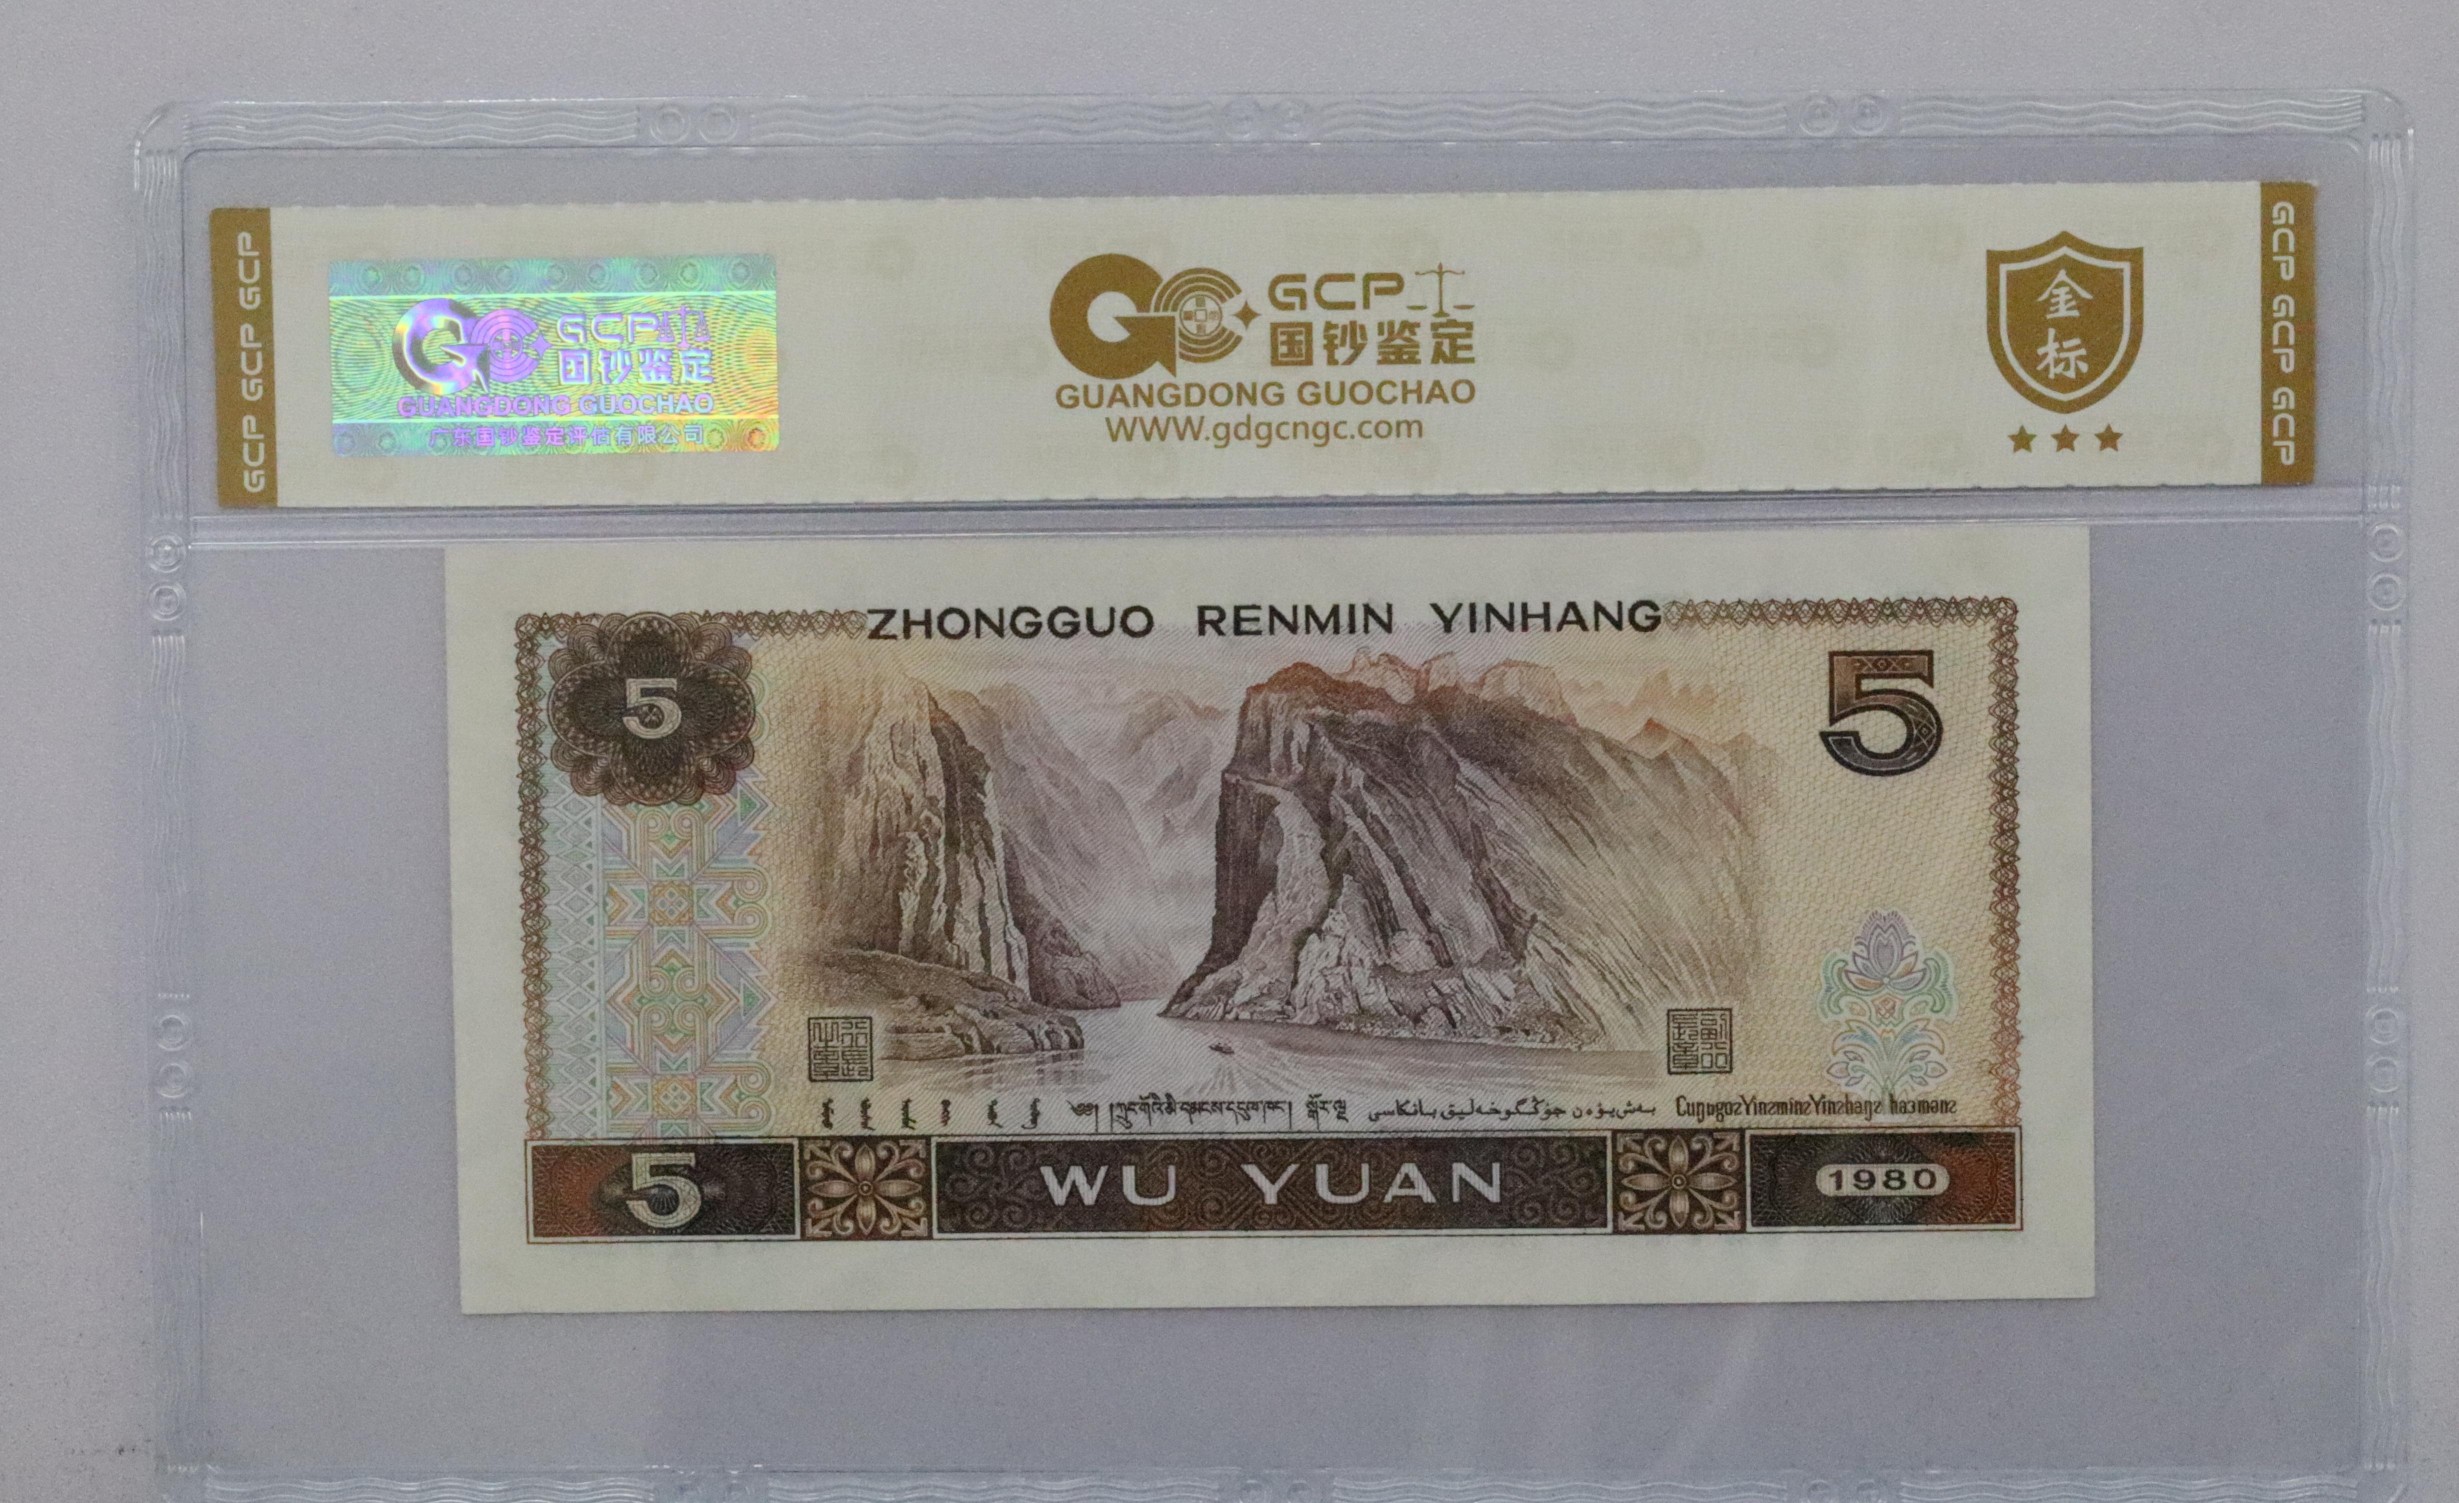 GCP GCP GCP
GCP
国钞鉴定
GUANGDONG GUOCHAO
广东国钞鉴定评估有限公司
GCP
国钞鉴定
GUANGDONG GUOCHAO
WWW.gdgcngc.com
金
标
GCP GCP GCP
ZHONGGUO RENMIN YINHANG
5
5
5
WU YUAN
1980